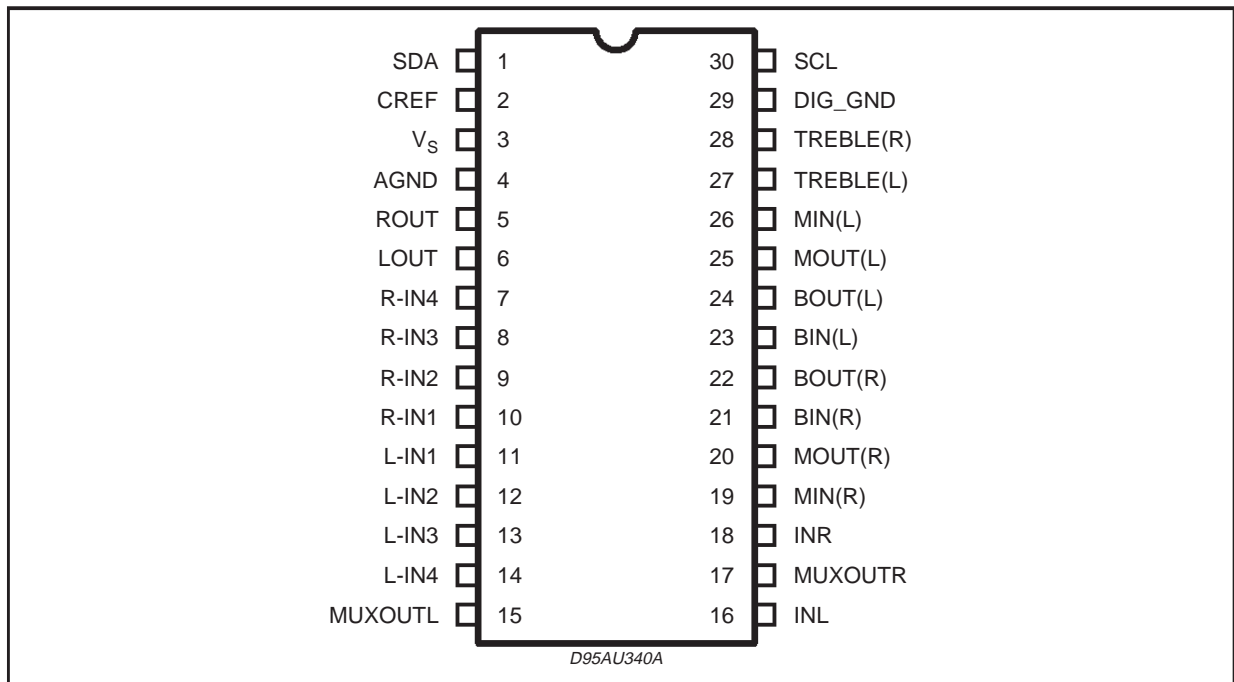 SDA 1 30 SCL
CREF 2 29 DIG_GND
VS 3 28 TREBLE(R)
AGND 4 27 TREBLE(L)
ROUT 5 26 MIN(L)
LOUT 6 25 MOUT(L)
R-IN4 7 24 BOUT(L)
R-IN3 8 23 BIN(L)
R-IN2 9 22 BOUT(R)
R-IN1 10 21 BIN(R)
L-IN1 11 20 MOUT(R)
L-IN2 12 19 MIN(R)
L-IN3 13 18 INR
L-IN4 14 17 MUXOUTR
MUXOUTL 15 16 INL
D95AU340A